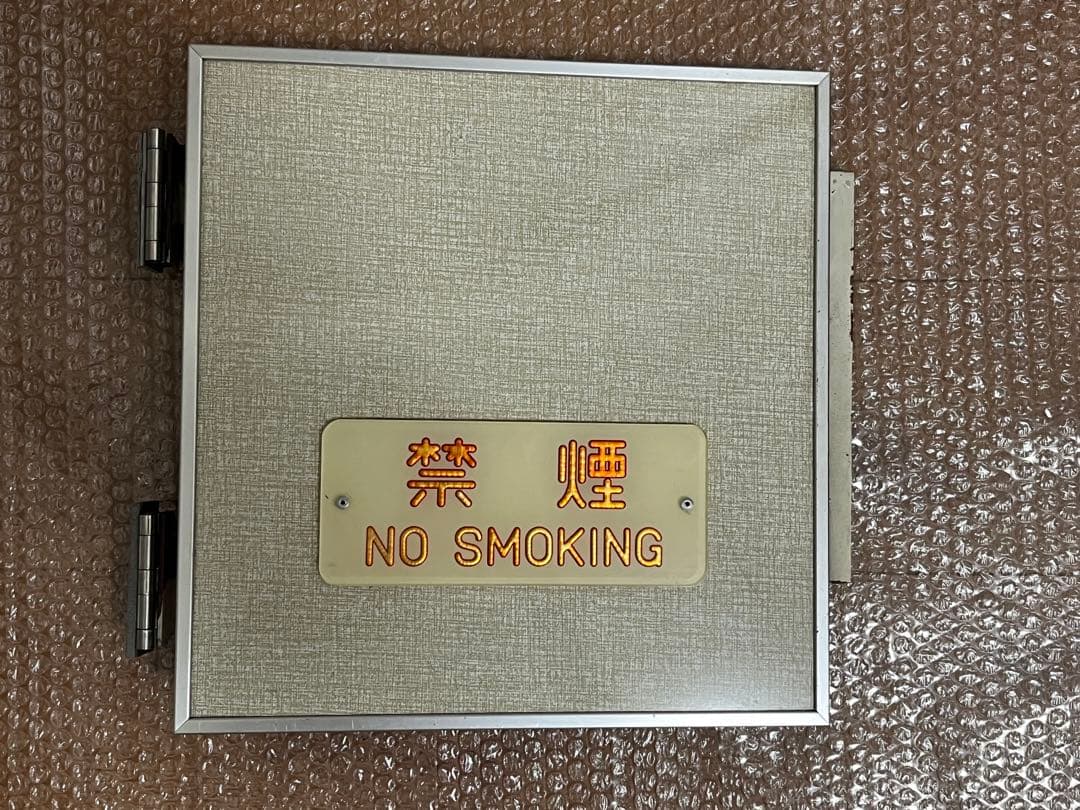 禁 煙
NO SMOKING